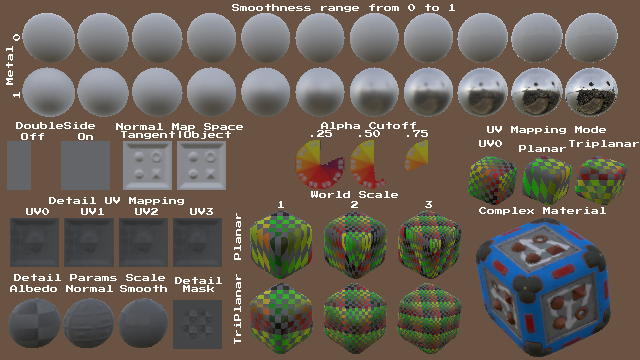 Smoothness range from 0 to 1
Metal 0 1
DoubleSide
Off On
Normal Map Space
Tangent|Object
Alpha Cutoff
.25 .50 .75
UV Mapping Mode
UV0 Planar Triplanar
Detail UV Mapping
UV0 UV1 UV2 UV3
World Scale
1 2 3
Planar
TriPlanar
Complex Material
Detail Params Scale
Albedo Normal Smooth
Detail
Mask